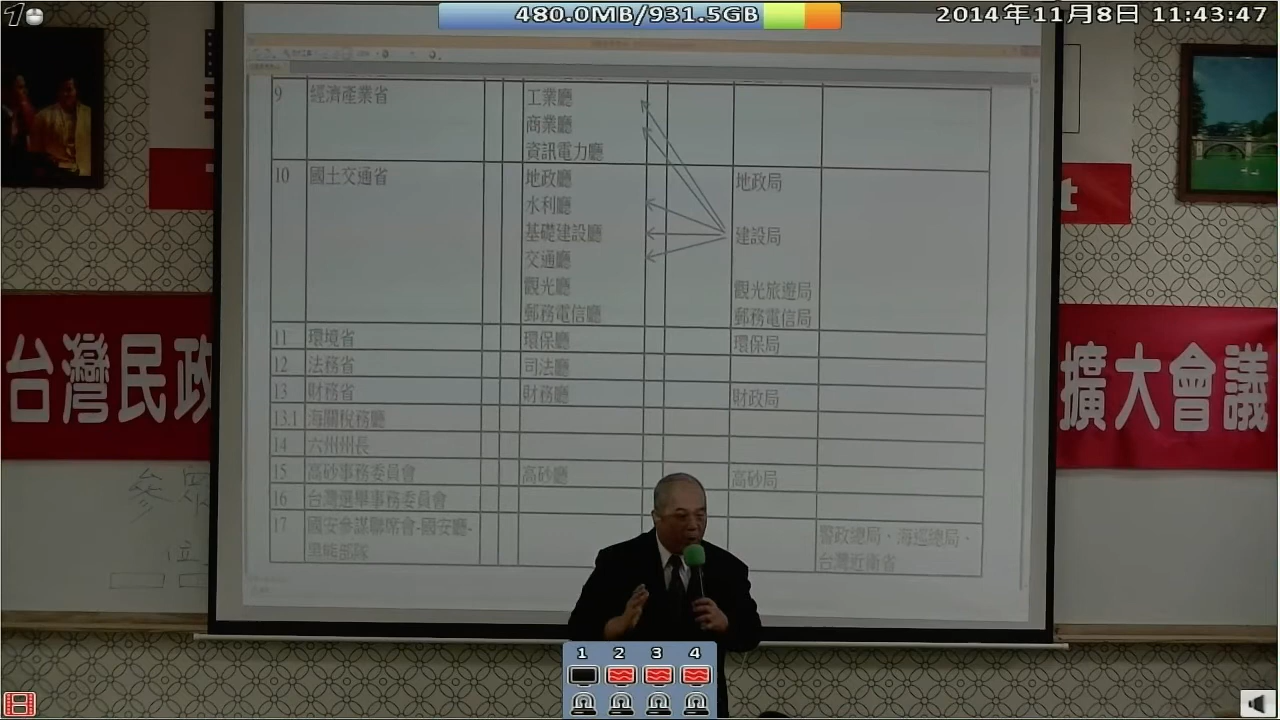 1
480.0MB/931.5GB
2014年11月8日 11:43:47
9 經濟產業省 工業廳
商業廳
資訊電力廳
10 國土交通省 地政廳 地政局
水利廳
基礎建設廳 建設局
交通廳
觀光廳 觀光旅遊局
郵務電信廳 郵務電信局
11 環境省 環保廳 環保局
12 法務省 司法廳
13 財務省 財務廳 財政局
13.1 海關稅務廳
14 六州州長
15 高砂事務委員會 高砂廳 高砂局
16 台灣選舉事務委員會
17 國安參謀聯席會-國安廳- 警政總局、海巡總局、
部隊 台灣近衛省
t
台灣民政
擴大會議
參眾
位
1 2 3 4